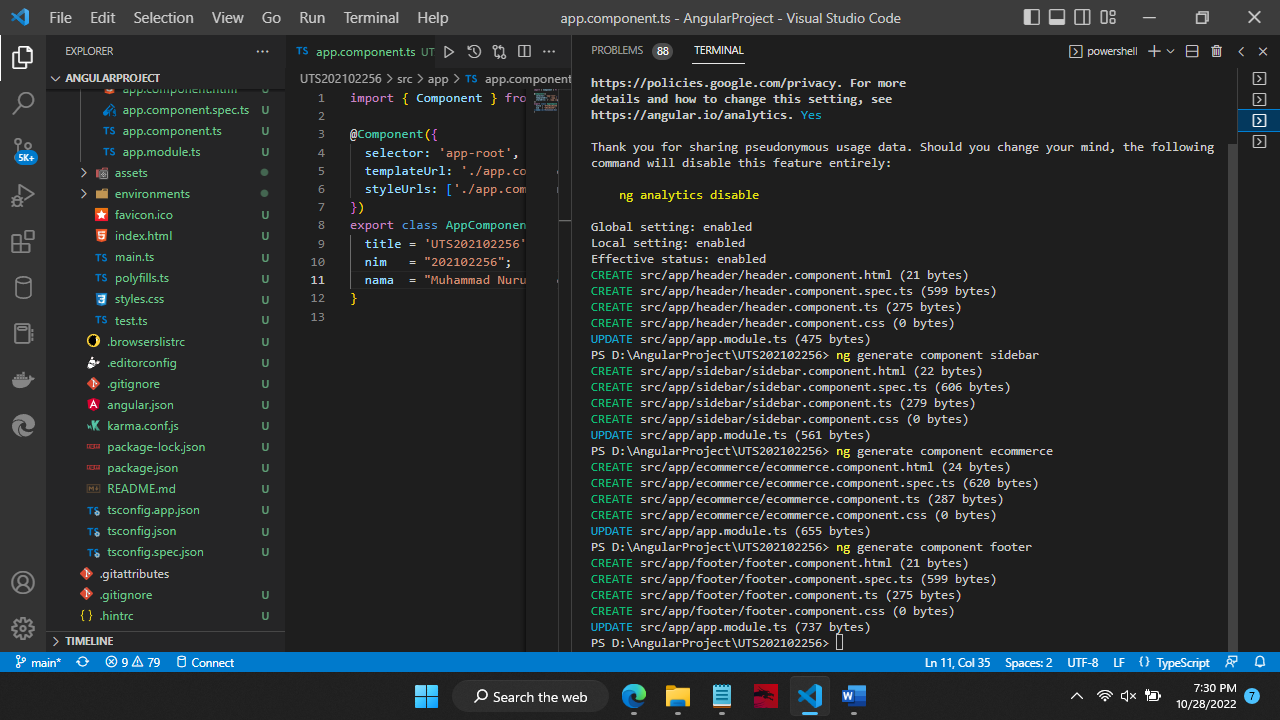 File Edit Selection View Go Run Terminal Help
app.component.ts - AngularProject - Visual Studio Code
EXPLORER
ANGULARPROJECT
app.component.html U
app.component.spec.ts U
app.component.ts U
app.module.ts U
assets
environments
favicon.ico U
index.html U
main.ts U
polyfills.ts U
styles.css U
test.ts U
.browserslistrc U
.editorconfig U
.gitignore U
angular.json U
karma.conf.js U
package-lock.json U
package.json U
README.md U
tsconfig.app.json U
tsconfig.json U
tsconfig.spec.json U
.gitattributes
.gitignore U
.hintrc U
TIMELINE
5K+
app.component.ts UT
UTS202102256 > src > app > TS app.component
1 import { Component } fro
2
3 @Component({
4 selector: 'app-root',
5 templateUrl: './app.co
6 styleUrls: ['./app.com
7 })
8 export class AppComponent
9 title = 'UTS202102256'
10 nim = "202102256";
11 nama = "Muhammad Nuru
12 }
13
PROBLEMS 88 TERMINAL
powershell
https://policies.google.com/privacy. For more
details and how to change this setting, see
https://angular.io/analytics. Yes
Thank you for sharing pseudonymous usage data. Should you change your mind, the following
command will disable this feature entirely:
ng analytics disable
Global setting: enabled
Local setting: enabled
Effective status: enabled
CREATE src/app/header/header.component.html (21 bytes)
CREATE src/app/header/header.component.spec.ts (599 bytes)
CREATE src/app/header/header.component.ts (275 bytes)
CREATE src/app/header/header.component.css (0 bytes)
UPDATE src/app/app.module.ts (475 bytes)
PS D:\AngularProject\UTS202102256> ng generate component sidebar
CREATE src/app/sidebar/sidebar.component.html (22 bytes)
CREATE src/app/sidebar/sidebar.component.spec.ts (606 bytes)
CREATE src/app/sidebar/sidebar.component.ts (279 bytes)
CREATE src/app/sidebar/sidebar.component.css (0 bytes)
UPDATE src/app/app.module.ts (561 bytes)
PS D:\AngularProject\UTS202102256> ng generate component ecommerce
CREATE src/app/ecommerce/ecommerce.component.html (24 bytes)
CREATE src/app/ecommerce/ecommerce.component.spec.ts (620 bytes)
CREATE src/app/ecommerce/ecommerce.component.ts (287 bytes)
CREATE src/app/ecommerce/ecommerce.component.css (0 bytes)
UPDATE src/app/app.module.ts (655 bytes)
PS D:\AngularProject\UTS202102256> ng generate component footer
CREATE src/app/footer/footer.component.html (21 bytes)
CREATE src/app/footer/footer.component.spec.ts (599 bytes)
CREATE src/app/footer/footer.component.ts (275 bytes)
CREATE src/app/footer/footer.component.css (0 bytes)
UPDATE src/app/app.module.ts (737 bytes)
PS D:\AngularProject\UTS202102256>
main* 9 79 Connect
Ln 11, Col 35 Spaces: 2 UTF-8 LF {} TypeScript
Search the web
7:30 PM
10/28/2022
7